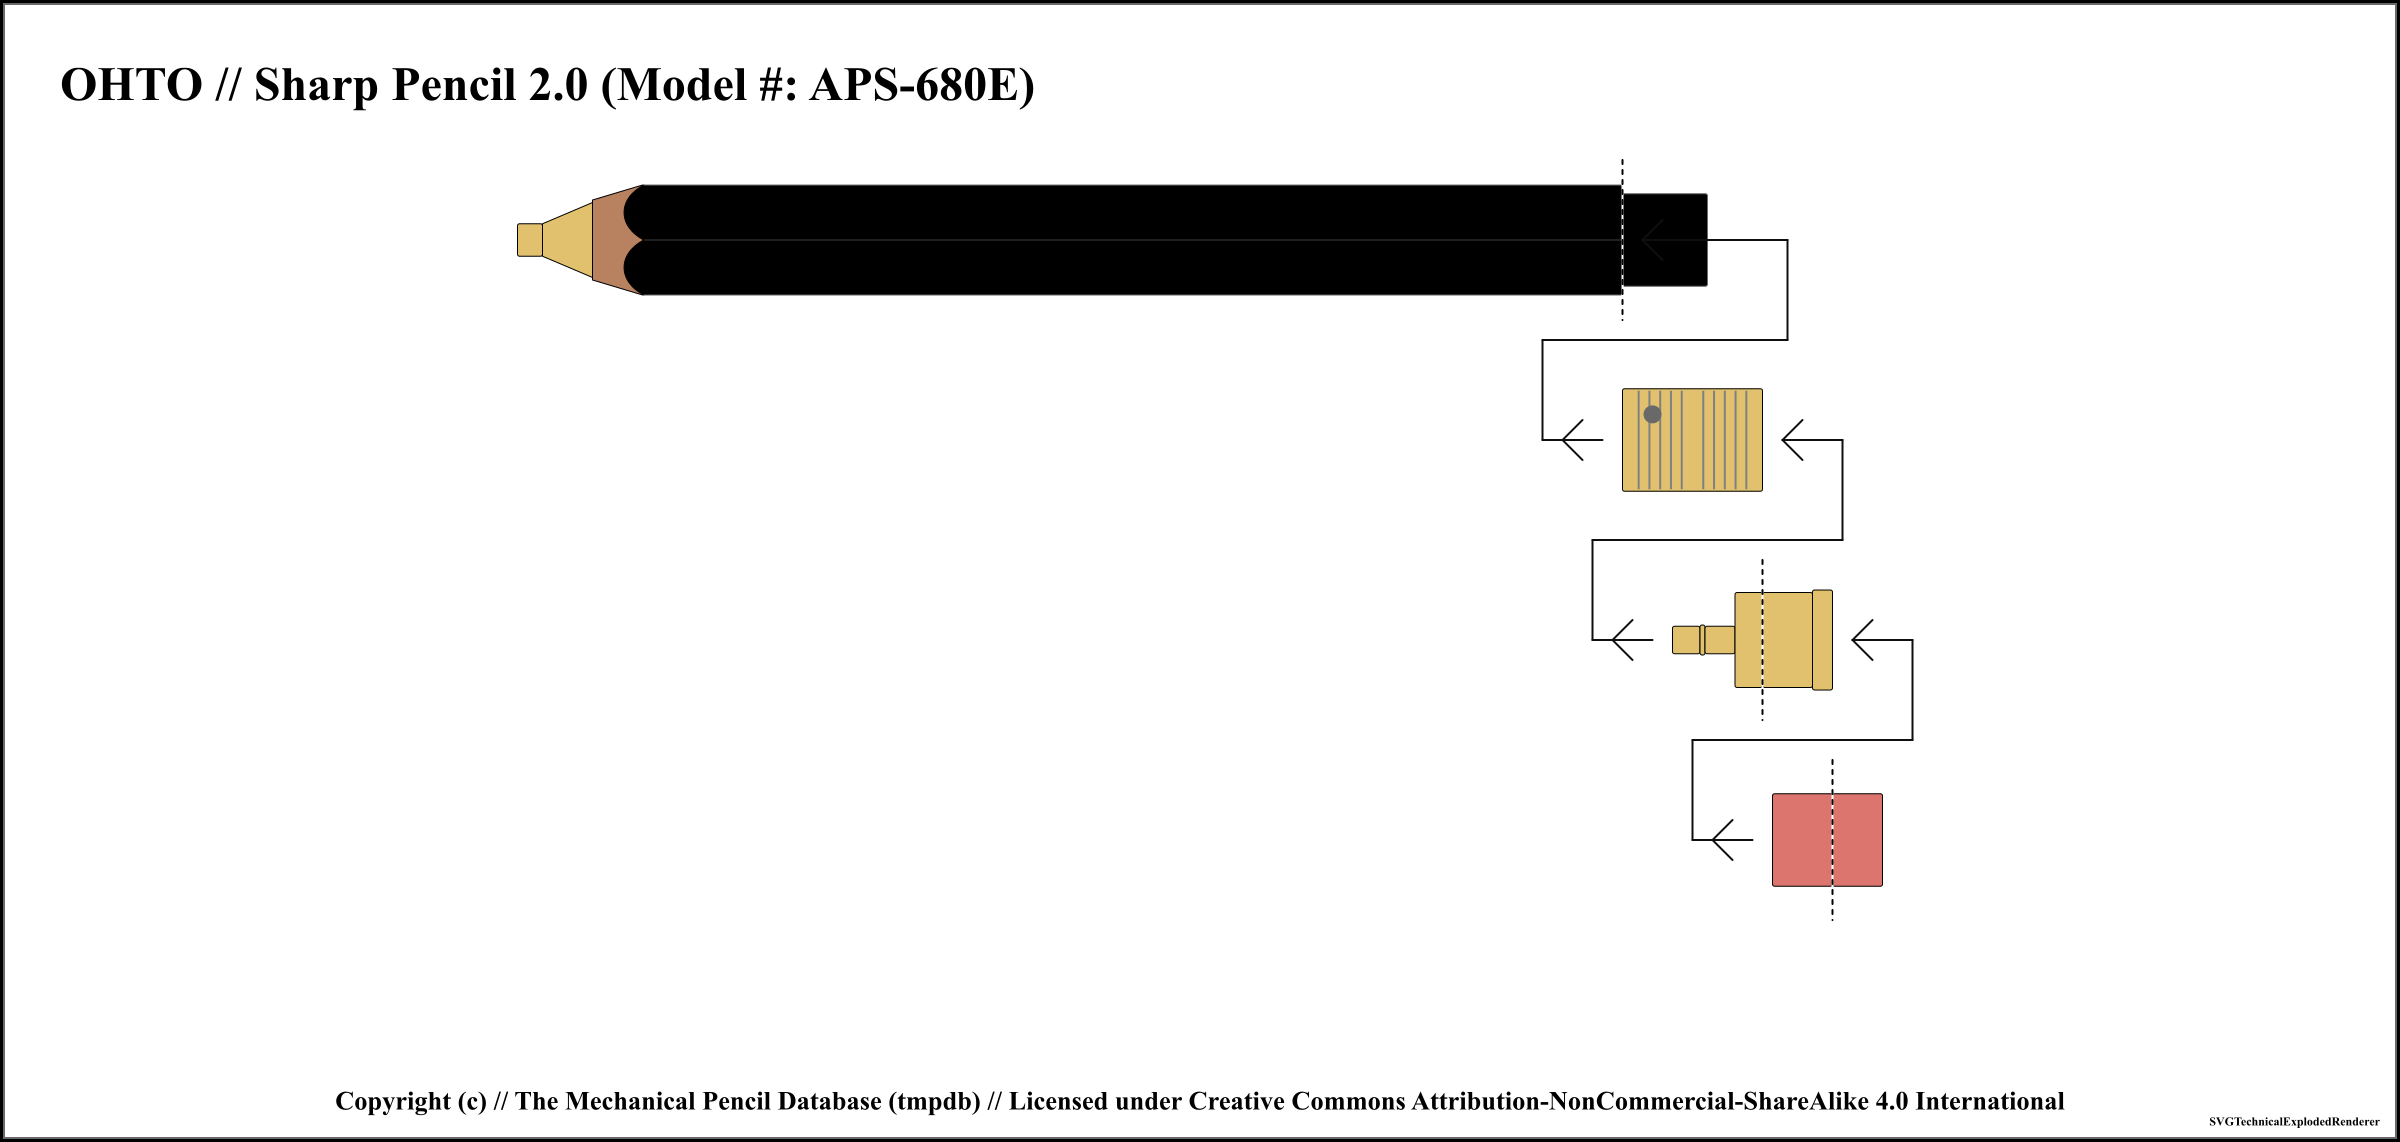 OHTO // Sharp Pencil 2.0 (Model #: APS-680E)
Copyright (c) // The Mechanical Pencil Database (tmpdb) // Licensed under Creative Commons Attribution-NonCommercial-ShareAlike 4.0 International
SVGTechnicalExplodedRenderer